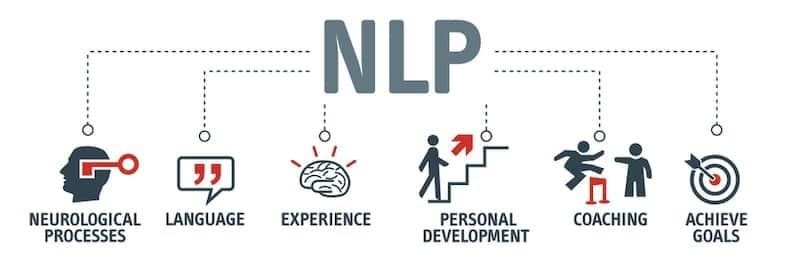 NLP
NEUROLOGICAL
PROCESSES
LANGUAGE
EXPERIENCE
PERSONAL
DEVELOPMENT
COACHING
ACHIEVE
GOALS